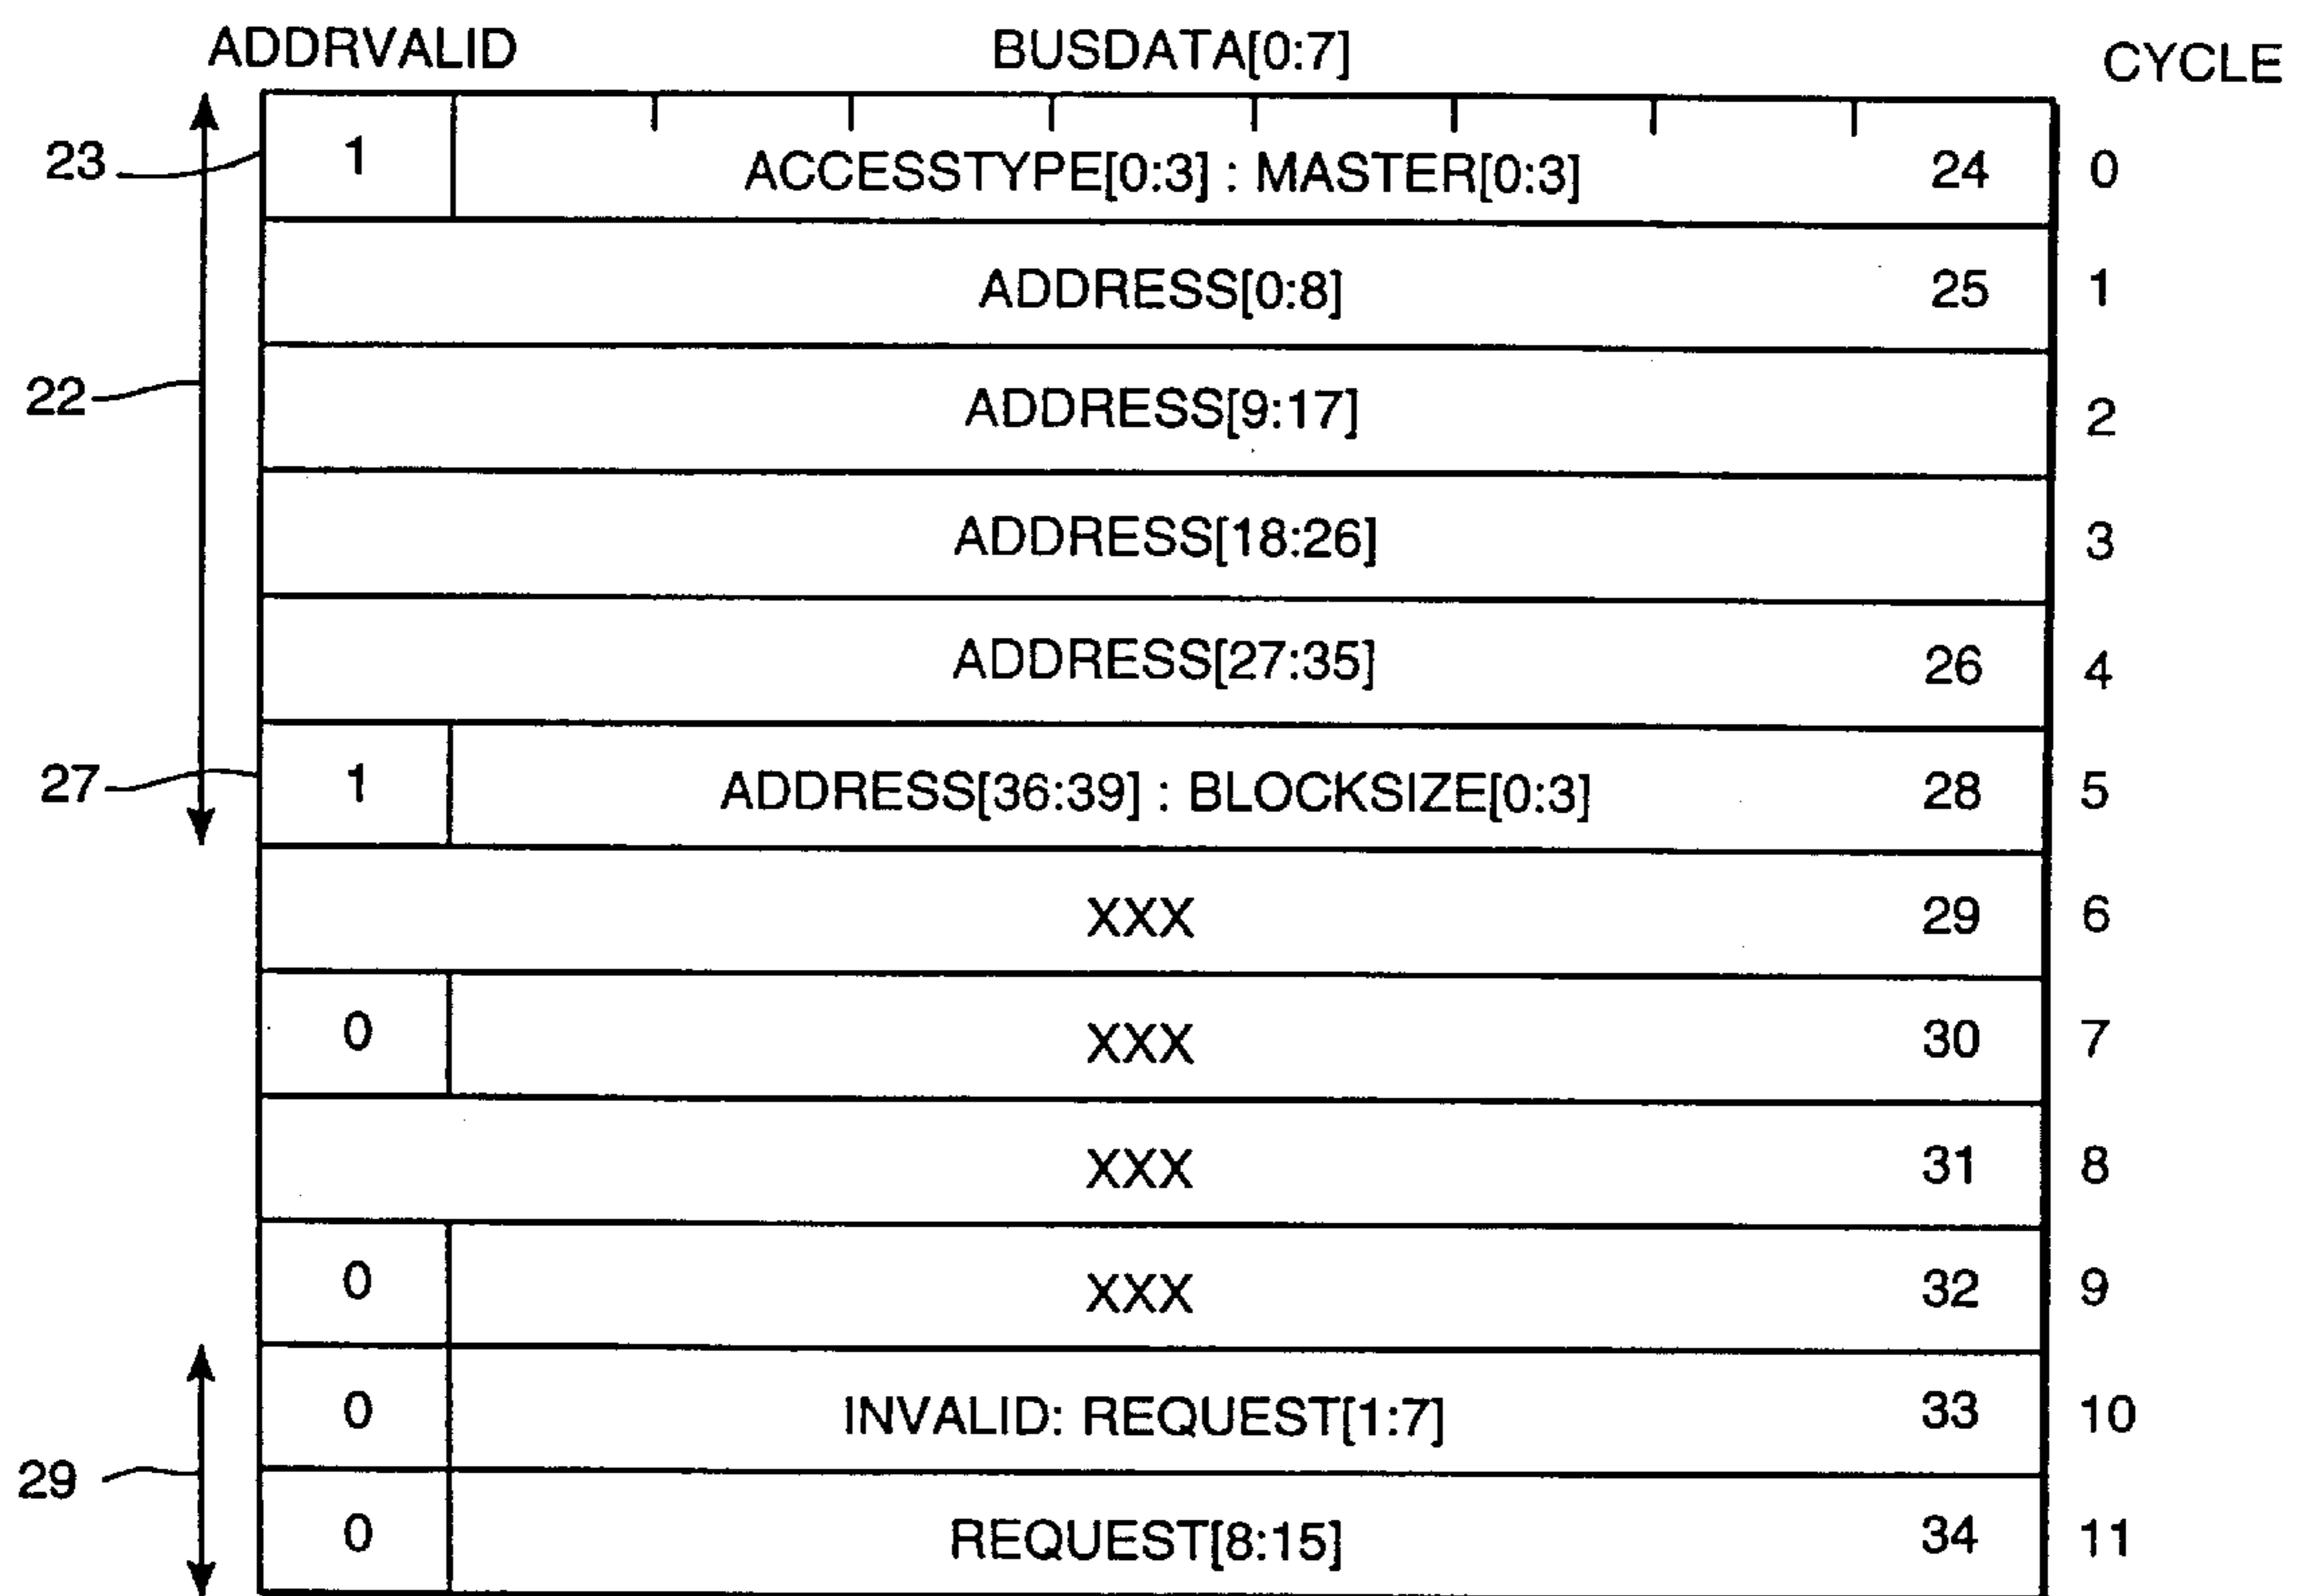 ADDRVALID BUSDATA[0:7] CYCLE
23 1 ACCESSTYPE[0:3] : MASTER[0:3] 24 0
ADDRESS[0:8] 25 1
22 ADDRESS[9:17] 2
ADDRESS[18:26] 3
ADDRESS[27:35] 26 4
27 1 ADDRESS[36:39] : BLOCKSIZE[0:3] 28 5
XXX 29 6
0 XXX 30 7
XXX 31 8
0 XXX 32 9
0 INVALID: REQUEST[1:7] 33 10
29
0 REQUEST[8:15] 34 11